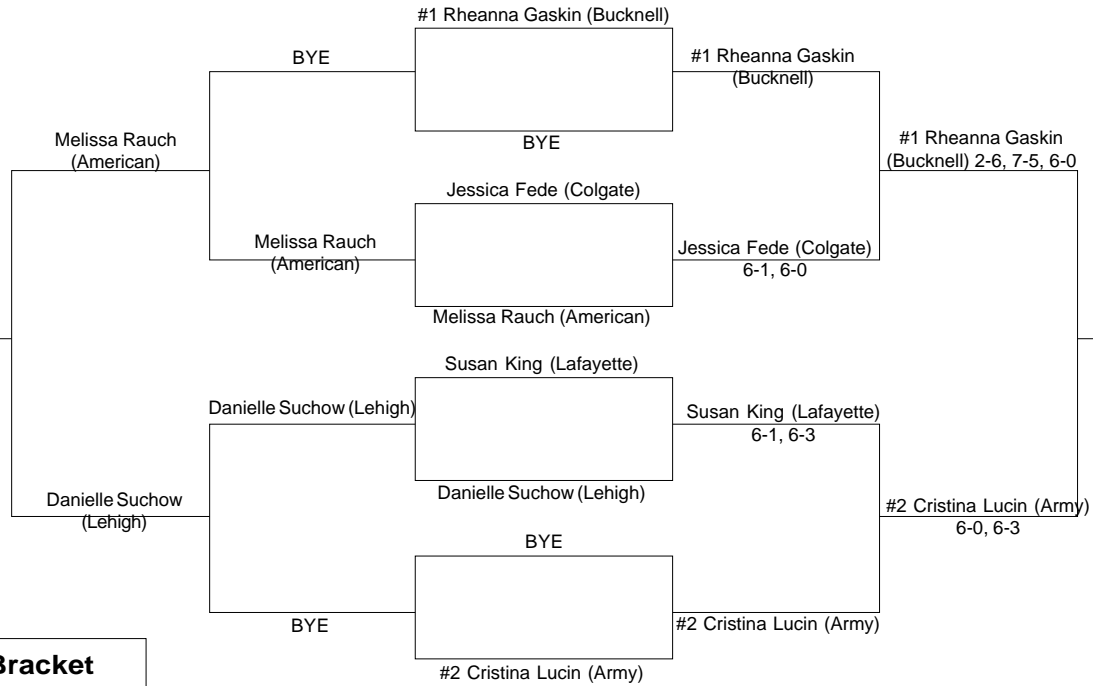 #1 Rheanna Gaskin (Bucknell)
BYE
#1 Rheanna Gaskin
(Bucknell)
Melissa Rauch
(American)
BYE
#1 Rheanna Gaskin
(Bucknell) 2-6, 7-5, 6-0
Jessica Fede (Colgate)
Melissa Rauch
(American)
Jessica Fede (Colgate)
6-1, 6-0
Melissa Rauch (American)
Susan King (Lafayette)
Danielle Suchow (Lehigh)
Susan King (Lafayette)
6-1, 6-3
Danielle Suchow (Lehigh)
Danielle Suchow
(Lehigh)
#2 Cristina Lucin (Army)
6-0, 6-3
BYE
BYE
#2 Cristina Lucin (Army)
#2 Cristina Lucin (Army)
Bracket